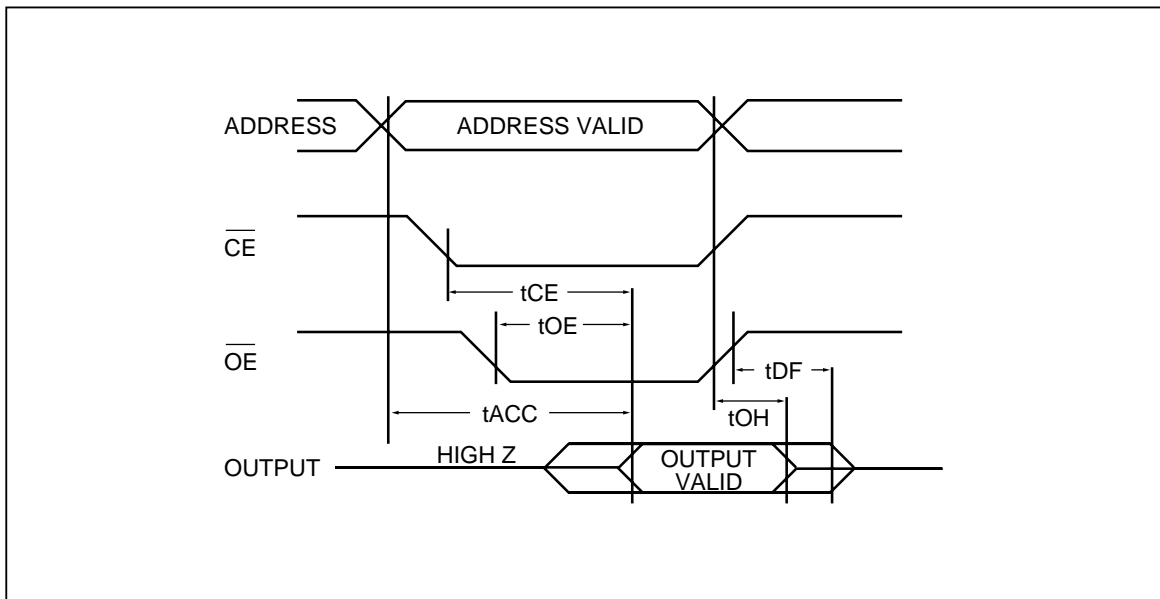 ADDRESS
ADDRESS VALID
CE
tCE
tOE
OE
tDF
tACC
tOH
HIGH Z
OUTPUT
OUTPUT
VALID